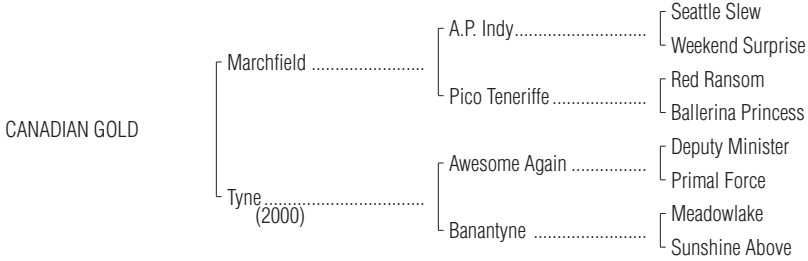 Seattle Slew
A.P. Indy..............................
Weekend Surprise
Marchfield ........................
Red Ransom
Pico Teneriffe.....................
Ballerina Princess
CANADIAN GOLD
Deputy Minister
Awesome Again .................
Primal Force
Tyne...................................
(2000)
Meadowlake
Banantyne .........................
Sunshine Above